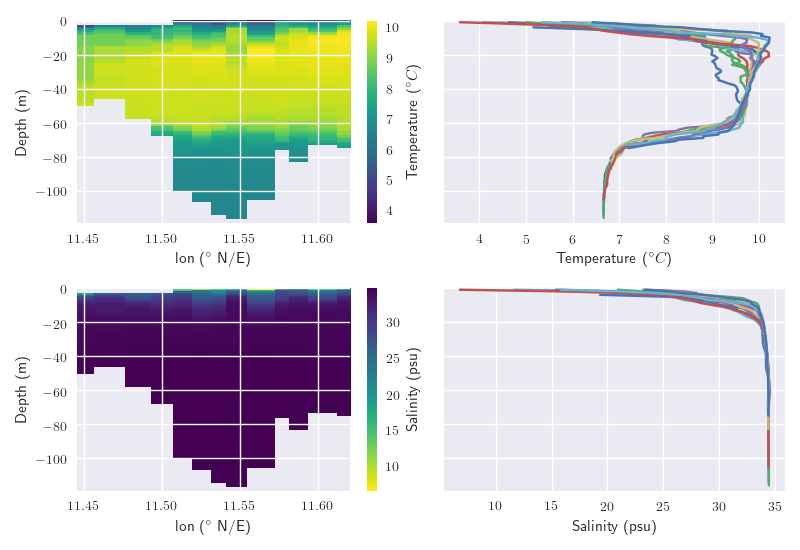 0
−20
−40
−60
−80
−100
Depth (m)
11.45 11.50 11.55 11.60
lon (° N/E)
10
9
8
7
6
5
4
Temperature (°C)
4 5 6 7 8 9 10
Temperature (°C)
0
−20
−40
−60
−80
−100
Depth (m)
11.45 11.50 11.55 11.60
lon (° N/E)
30
25
20
15
10
Salinity (psu)
10 15 20 25 30 35
Salinity (psu)